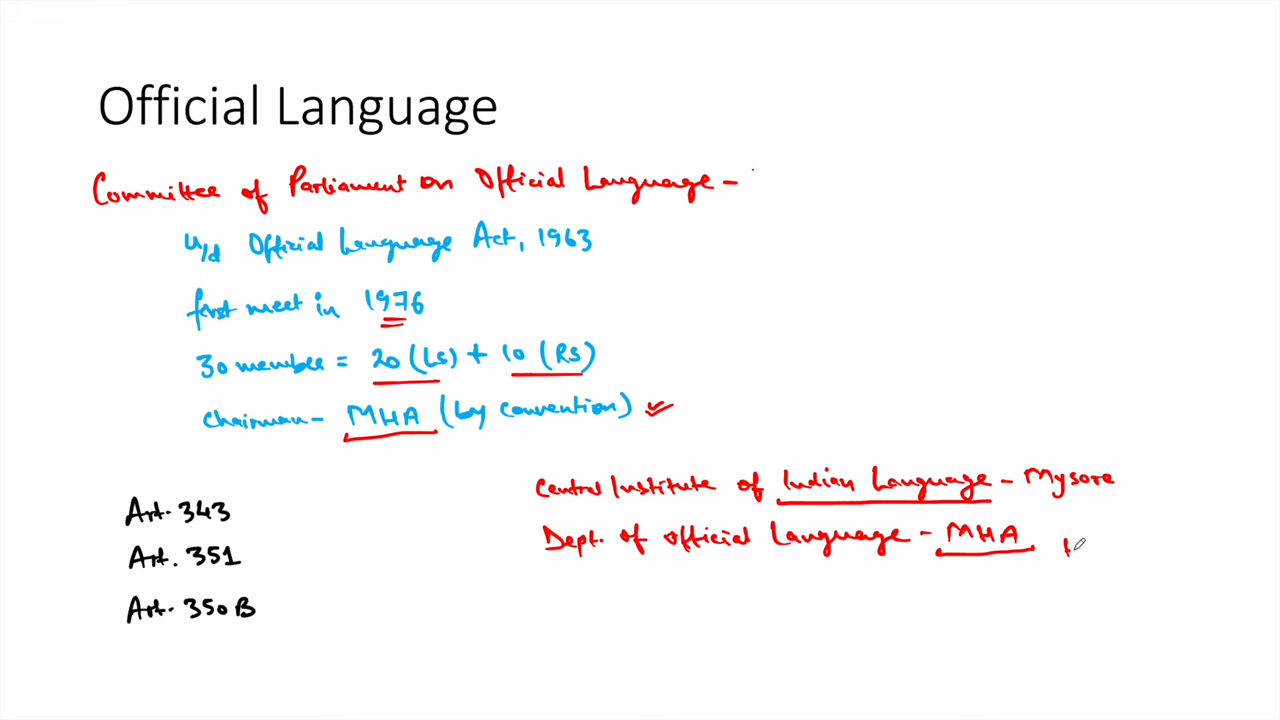 Official Language
Committee of Parliament on Official Language -
u/d Official Language Act, 1963
first meet in 1976
30 member = 20 (LS) + 10 (RS)
chairman - MHA (by convention)
Central Institute of Indian Language - Mysore
Dept. of official Language - MHA
Art. 343
Art. 351
Art. 350 B